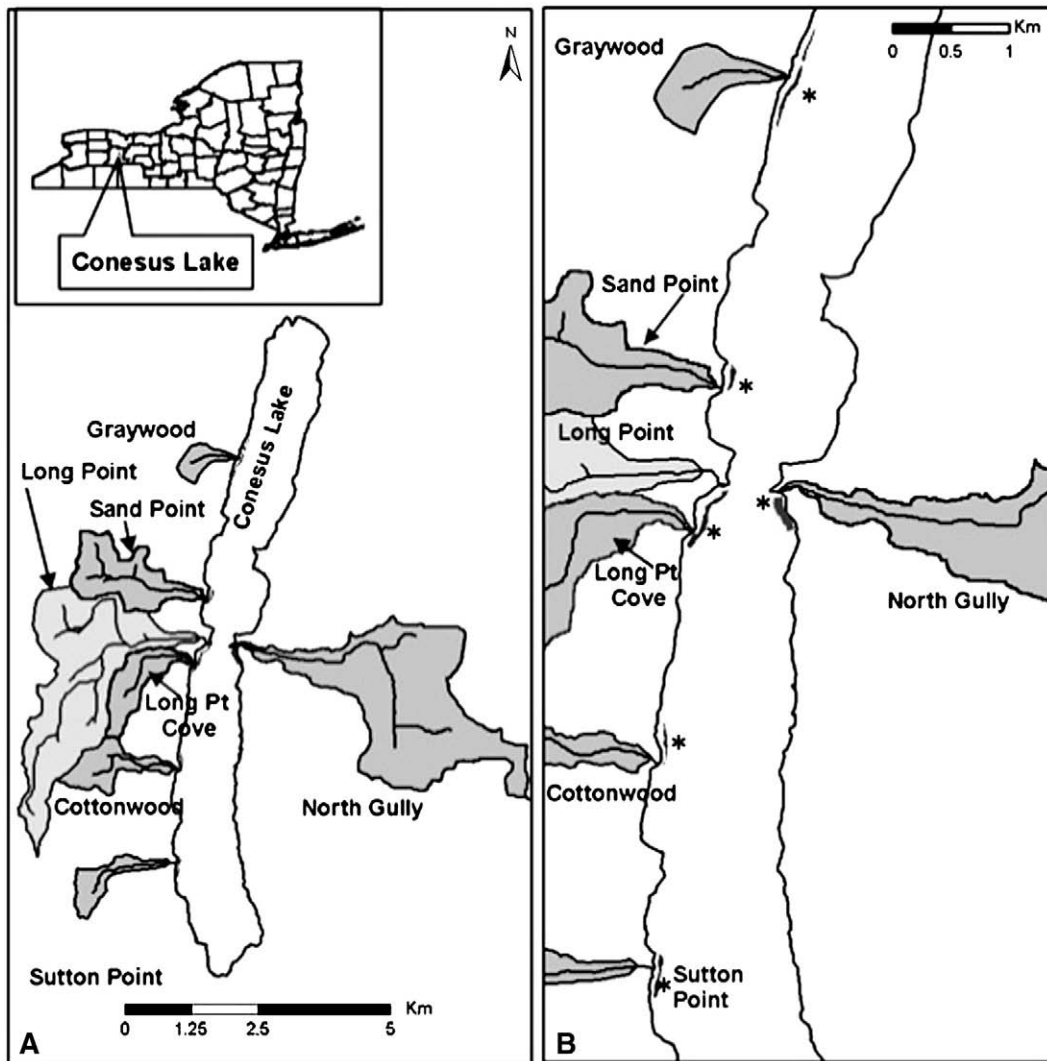 Conesus Lake
N
Conesus Lake
Graywood
Long Point
Sand Point
Long Pt
Cove
Cottonwood
North Gully
Sutton Point
Km
0 1.25 2.5 5
A
Km
0 0.5 1
Graywood
*
Sand Point
*
Long Point
*
*
Long Pt
Cove
North Gully
*
Cottonwood
*
Sutton
Point
B